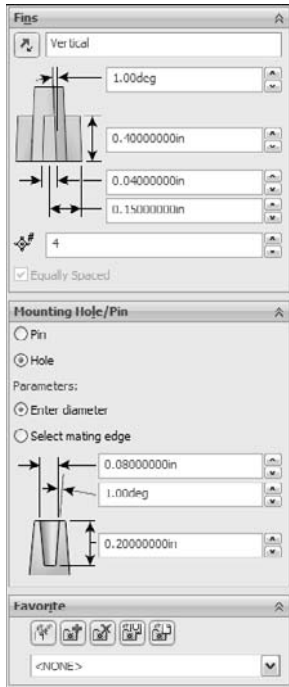 Fins
Vertical
1.00deg
0.40000000in
0.04000000in
0.15000000in
4
Equally Spaced
Mounting Hole/Pin
Pin
Hole
Parameters:
Enter diameter
Select mating edge
0.08000000in
1.00deg
0.20000000in
Favorite
<NONE>